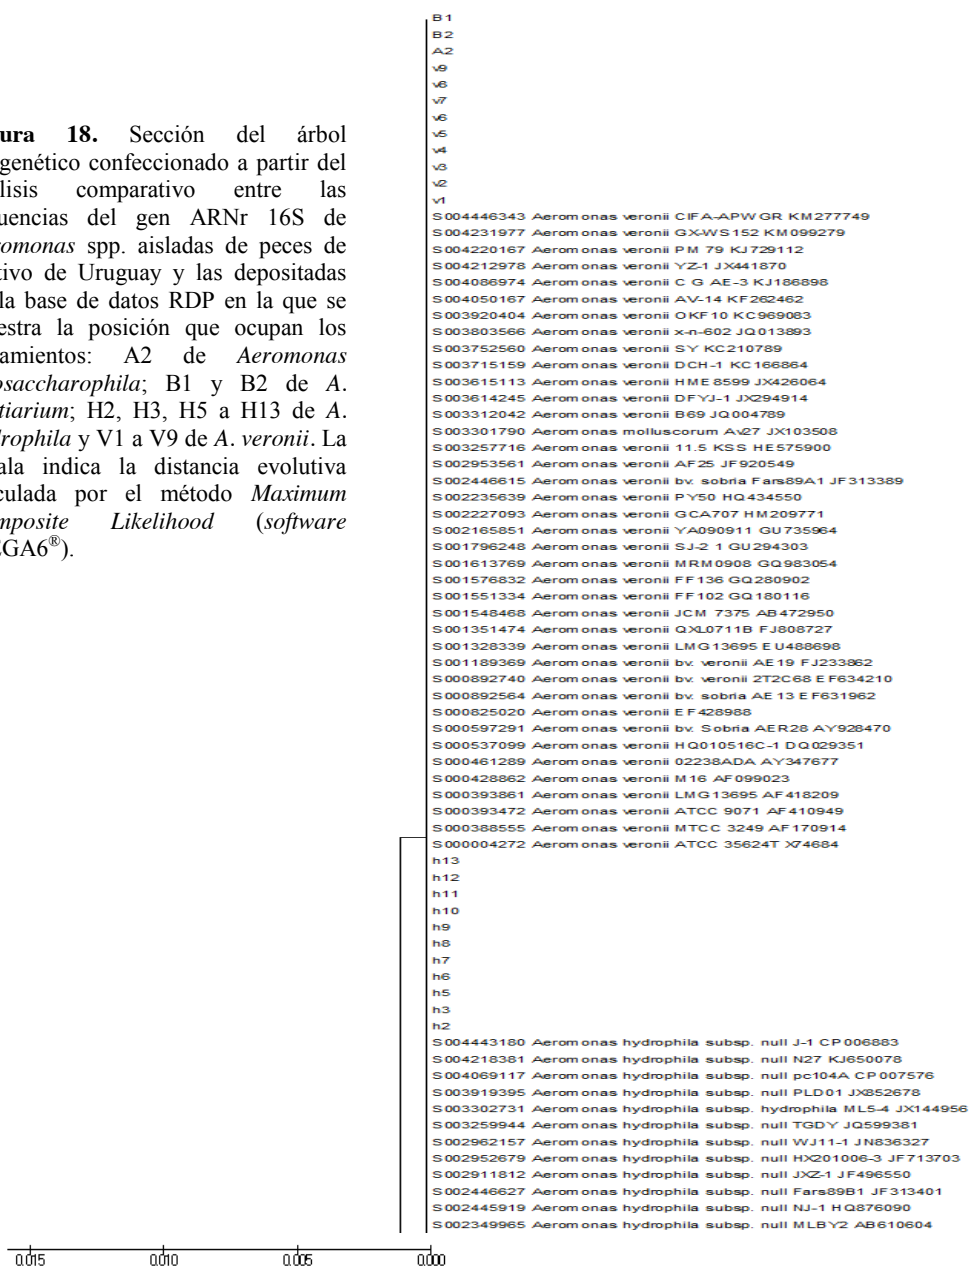 ura 18. Sección del árbol
genético confeccionado a partir del
lisis comparativo entre las
uencias del gen ARNr 16S de
romonas spp. aisladas de peces de
tivo de Uruguay y las depositadas
la base de datos RDP en la que se
estra la posición que ocupan los
amientos: A2 de Aeromonas
osaccharophila; B1 y B2 de A.
tiarium; H2, H3, H5 a H13 de A.
rophila y V1 a V9 de A. veronii. La
ala indica la distancia evolutiva
culada por el método Maximum
mposite Likelihood (software
EGA6®).
B1
B2
A2
v9
v8
v7
v6
v5
v4
v3
v2
v1
S004446343 Aeromonas veronii CIFA-APWGR KM277749
S004231977 Aeromonas veronii GX-WS152 KM099279
S004220167 Aeromonas veronii PM 79 KJ729112
S004212978 Aeromonas veronii YZ-1 JX441870
S004086974 Aeromonas veronii C G AE-3 KJ186898
S004050167 Aeromonas veronii AV-14 KF262462
S003920404 Aeromonas veronii OKF10 KC969083
S003803566 Aeromonas veronii x-n-602 JQ013893
S003752560 Aeromonas veronii SY KC210789
S003715159 Aeromonas veronii DCH-1 KC166864
S003615113 Aeromonas veronii HME8599 JX426064
S003614245 Aeromonas veronii DFYJ-1 JX294914
S003312042 Aeromonas veronii B69 JQ004789
S003301790 Aeromonas molluscorum Av27 JX103508
S003257716 Aeromonas veronii 11.5 KSS HE575900
S002953561 Aeromonas veronii AF25 JF920549
S002446615 Aeromonas veronii bv. sobria Fars89A1 JF313389
S002235639 Aeromonas veronii PY50 HQ434550
S002227093 Aeromonas veronii GCA707 HM209771
S002165851 Aeromonas veronii YA090911 GU735964
S001796248 Aeromonas veronii SJ-2 1 GU294303
S001613769 Aeromonas veronii MRM0908 GQ983054
S001576832 Aeromonas veronii FF136 GQ280902
S001551334 Aeromonas veronii FF102 GQ180116
S001548468 Aeromonas veronii JCM 7375 AB472950
S001351474 Aeromonas veronii QXL0711B FJ808727
S001328339 Aeromonas veronii LMG13695 EU488698
S001189369 Aeromonas veronii bv. veronii AE19 FJ233862
S000892740 Aeromonas veronii bv. veronii 2T2C68 EF634210
S000892564 Aeromonas veronii bv. sobria AE13 EF631962
S000825020 Aeromonas veronii EF428988
S000597291 Aeromonas veronii bv. Sobria AER28 AY928470
S000537099 Aeromonas veronii HQ010516C-1 DQ029351
S000461289 Aeromonas veronii 02238ADA AY347677
S000428862 Aeromonas veronii M16 AF099023
S000393861 Aeromonas veronii LMG13695 AF418209
S000393472 Aeromonas veronii ATCC 9071 AF410949
S000388555 Aeromonas veronii MTCC 3249 AF170914
S000004272 Aeromonas veronii ATCC 35624T X74684
h13
h12
h11
h10
h9
h8
h7
h6
h5
h3
h2
S004443180 Aeromonas hydrophila subsp. null J-1 CP006883
S004218381 Aeromonas hydrophila subsp. null N27 KJ650078
S004069117 Aeromonas hydrophila subsp. null pc104A CP007576
S003919395 Aeromonas hydrophila subsp. null PLD01 JX852678
S003302731 Aeromonas hydrophila subsp. hydrophila ML5-4 JX144956
S003259944 Aeromonas hydrophila subsp. null TGDY JQ599381
S002962157 Aeromonas hydrophila subsp. null WJ11-1 JN836327
S002952679 Aeromonas hydrophila subsp. null HX201006-3 JF713703
S002911812 Aeromonas hydrophila subsp. null JXZ-1 JF496550
S002446627 Aeromonas hydrophila subsp. null Fars89B1 JF313401
S002445919 Aeromonas hydrophila subsp. null NJ-1 HQ876090
S002349965 Aeromonas hydrophila subsp. null MLBY2 AB610604
0.015 0.010 0.005 0.000